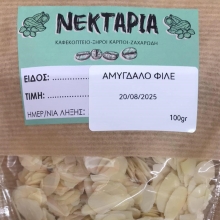 ΝΕΚΤΑΡΙΑ
ΚΑΦΕΚΟΠΤΕΙΟ-ΞΗΡΟΙ ΚΑΡΠΟΙ-ΖΑΧΑΡΩΔΗ
ΕΙΔΟΣ:
ΑΜΥΓΔΑΛΟ ΦΙΛΕ
ΤΙΜΗ:
20/08/2025
ΗΜΕΡ/ΝΙΑ ΛΗΞΗΣ:
100gr